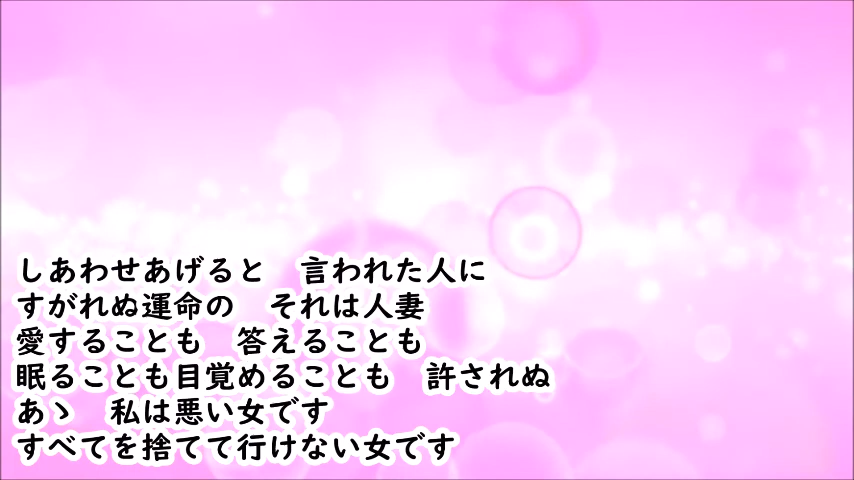 しあわせあげると　言われた人に
すがれぬ運命の　それは人妻
愛することも　答えることも
眠ることも目覚めることも　許されぬ
あゝ　私は悪い女です
すべてを捨てて行けない女です